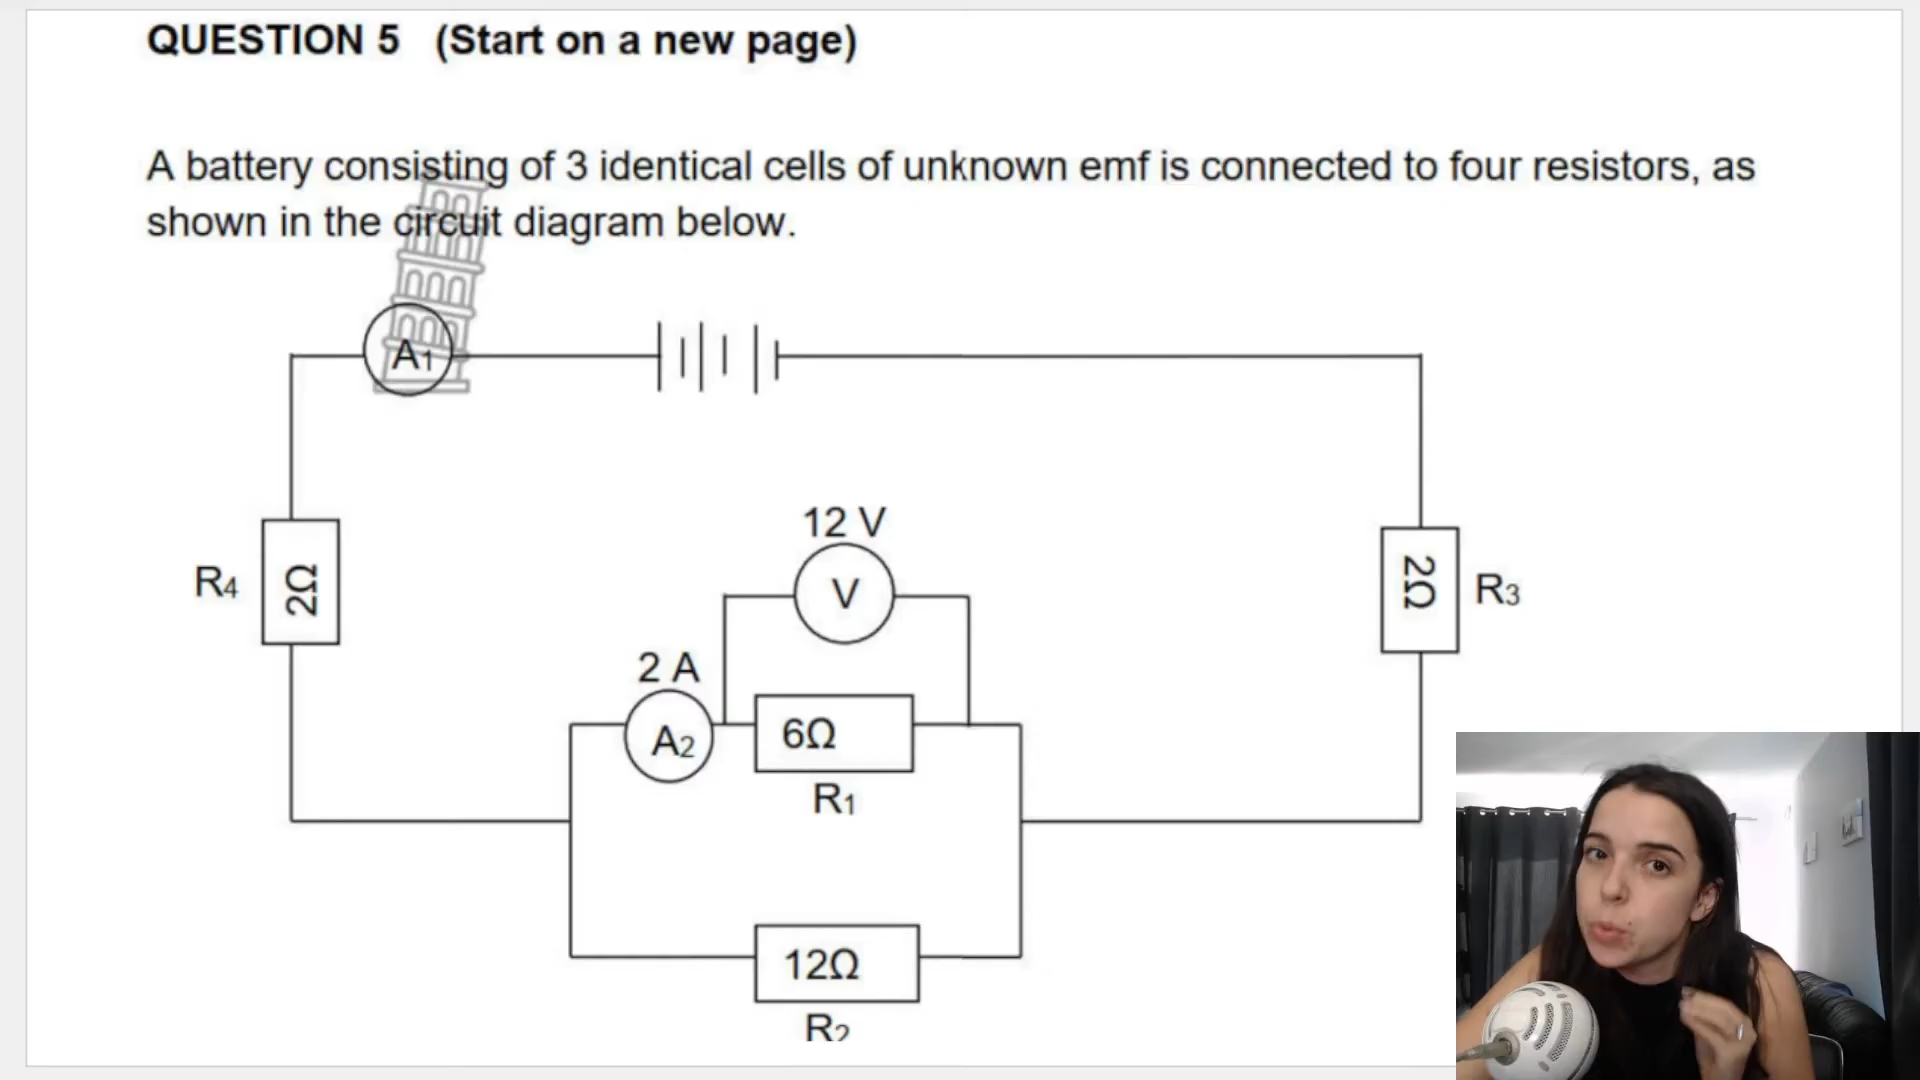 QUESTION 5 (Start on a new page)
A battery consisting of 3 identical cells of unknown emf is connected to four resistors, as
shown in the circuit diagram below.
A1
12 V
V
R4
2Ω
2Ω
R3
2 A
A2
6Ω
R1
12Ω
R2